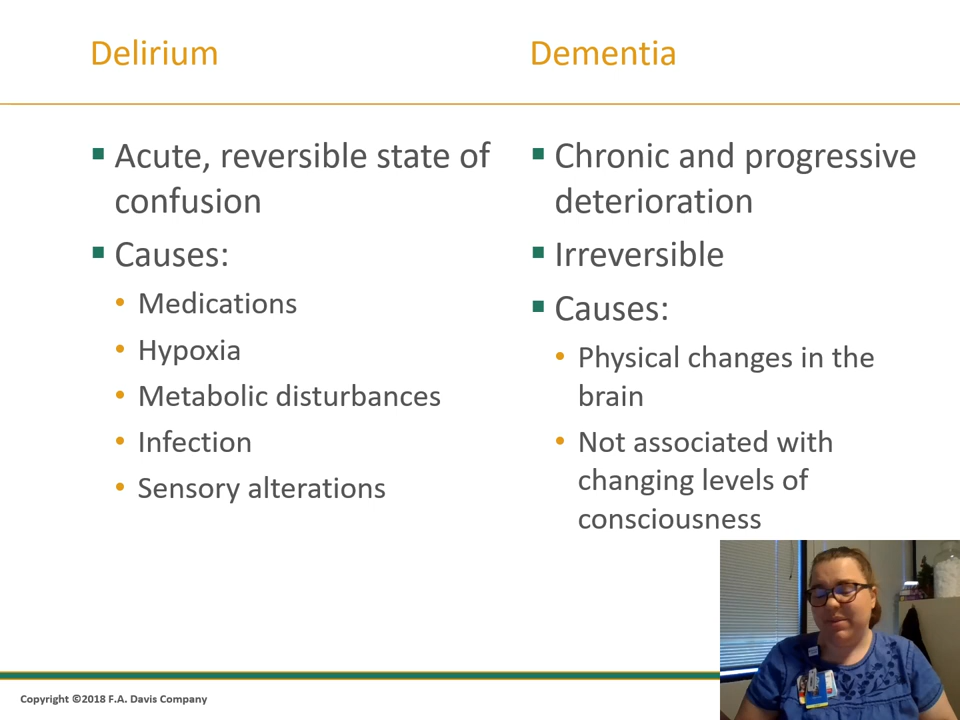 Delirium
Acute, reversible state of
confusion
Causes:
Medications
Hypoxia
Metabolic disturbances
Infection
Sensory alterations
Dementia
Chronic and progressive
deterioration
Irreversible
Causes:
Physical changes in the
brain
Not associated with
changing levels of
consciousness
Copyright ©2018 F.A. Davis Company